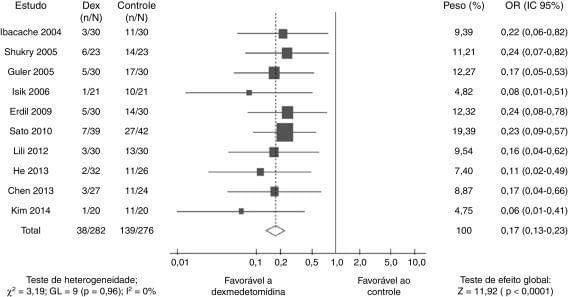 Estudo Dex (n/N) Controle (n/N) Peso (%) OR (IC 95%)
Ibacache 2004 3/30 11/30 9,39 0,22 (0,06-0,82)
Shukry 2005 6/23 14/23 11,21 0,24 (0,07-0,82)
Guler 2005 5/30 17/30 12,27 0,17 (0,05-0,53)
Isik 2006 1/21 10/21 4,82 0,08 (0,01-0,51)
Erdil 2009 5/30 14/30 12,32 0,24 (0,08-0,78)
Sato 2010 7/39 27/42 19,39 0,23 (0,09-0,57)
Lili 2012 3/30 13/30 9,54 0,16 (0,04-0,62)
He 2013 2/32 11/26 7,40 0,11 (0,02-0,49)
Chen 2013 3/27 11/24 8,87 0,17 (0,04-0,66)
Kim 2014 1/20 11/20 4,75 0,06 (0,01-0,41)
Total 38/282 139/276 100 0,17 (0,13-0,23)
0,01 0,1 0,2 0,5 1,0
Teste de heterogeneidade;
χ2 = 3,19; GL = 9 (p = 0,96); I2 = 0%
Favorável a
dexmedetomidina
Favorável ao
controle
Teste de efeito global:
Z = 11,92 ( p < 0,0001)